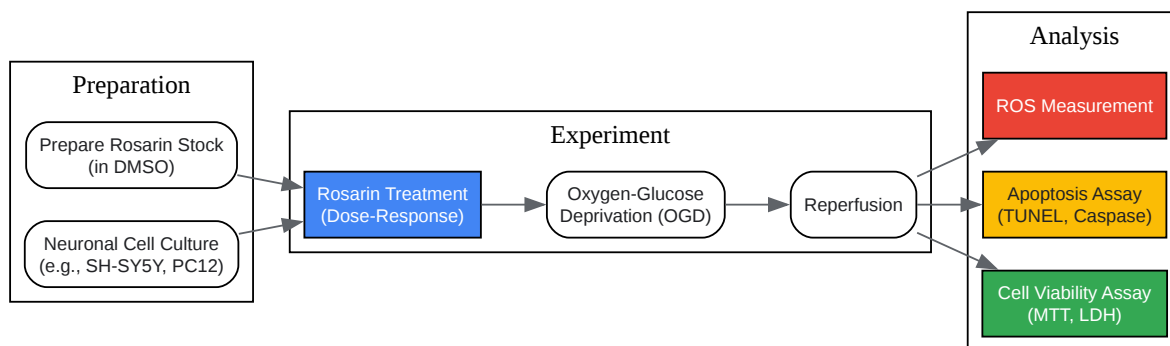 Preparation
Prepare Rosarin Stock
(in DMSO)
Neuronal Cell Culture
(e.g., SH-SY5Y, PC12)
Experiment
Rosarin Treatment
(Dose-Response)
Oxygen-Glucose
Deprivation (OGD)
Reperfusion
Analysis
ROS Measurement
Apoptosis Assay
(TUNEL, Caspase)
Cell Viability Assay
(MTT, LDH)